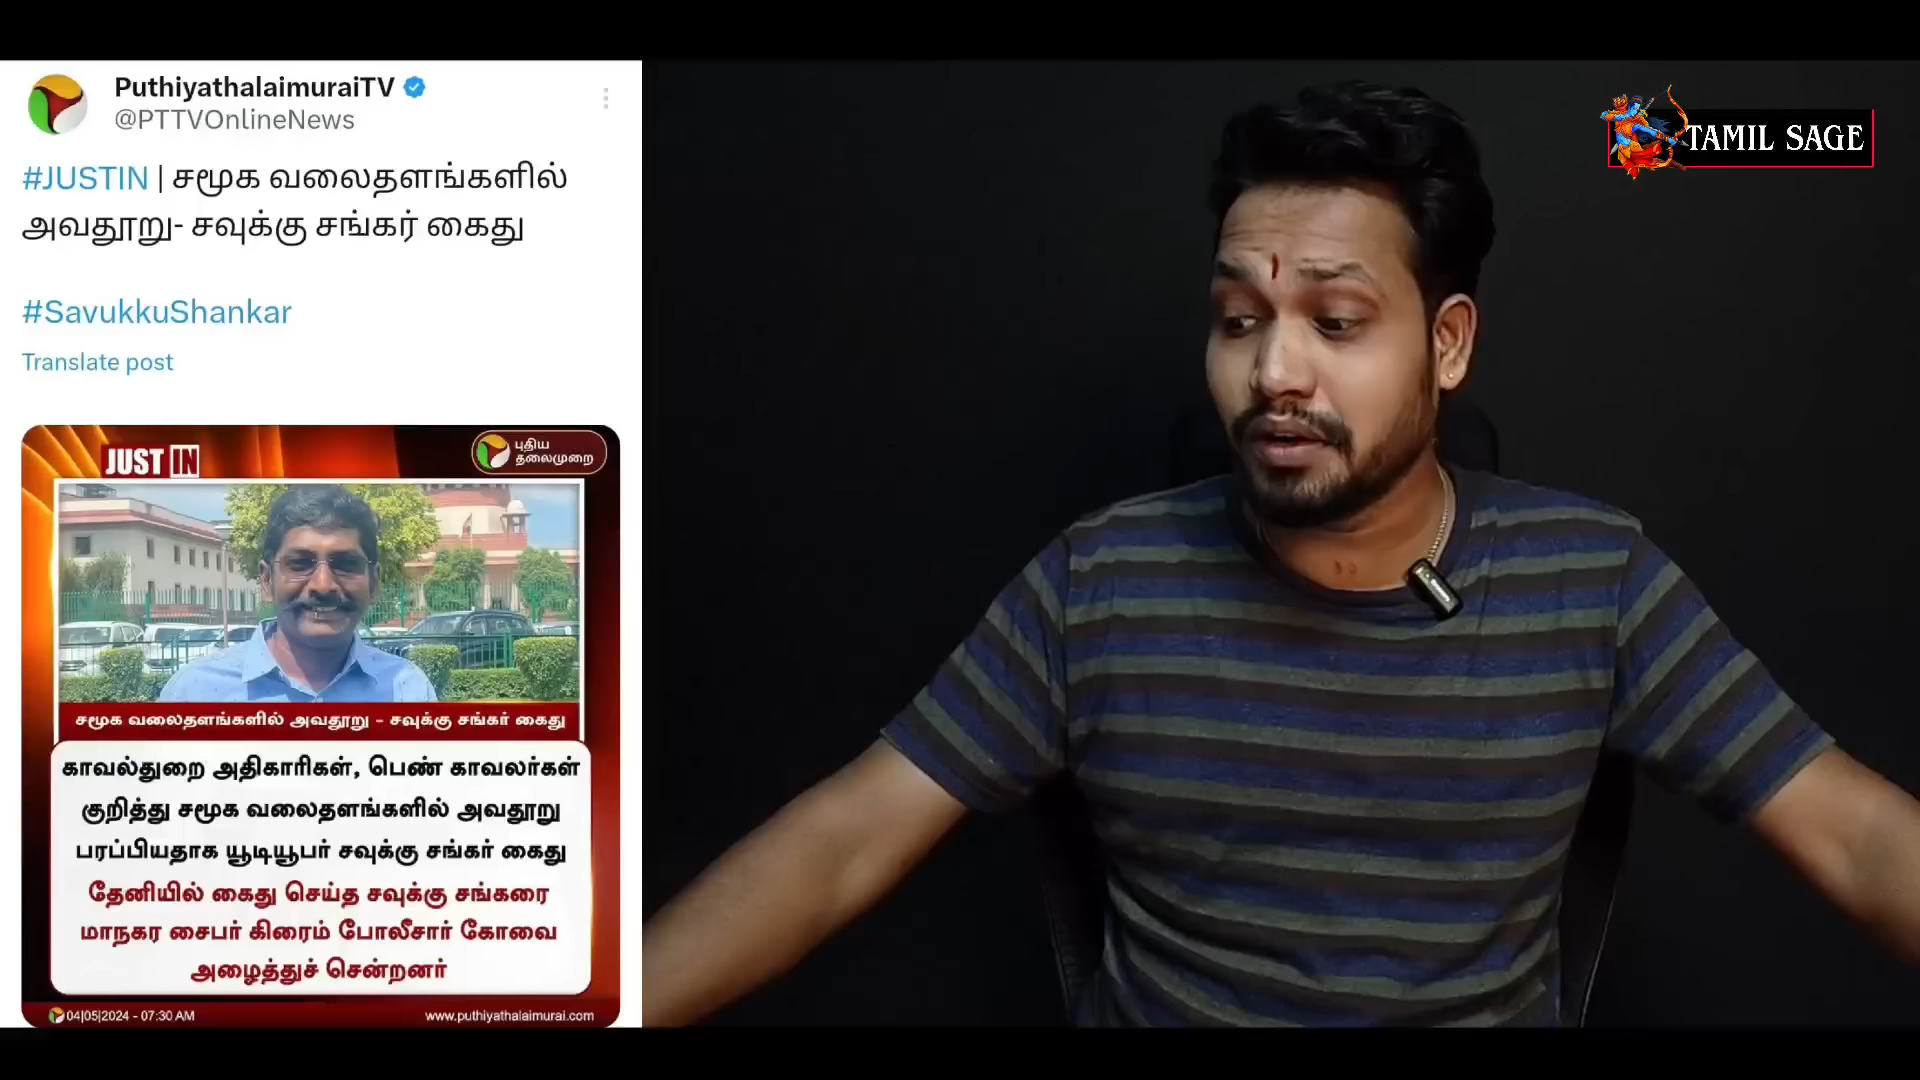 PuthiyathalaimuraiTV
@PTTVOnlineNews
#JUSTIN | சமூக வலைதளங்களில்
அவதூறு- சவுக்கு சங்கர் கைது
#SavukkuShankar
Translate post
JUST IN
புதிய
தலைமுறை
சமூக வலைதளங்களில் அவதூறு - சவுக்கு சங்கர் கைது
காவல்துறை அதிகாரிகள், பெண் காவலர்கள்
குறித்து சமூக வலைதளங்களில் அவதூறு
பரப்பியதாக யூடியூபர் சவுக்கு சங்கர் கைது
தேனியில் கைது செய்த சவுக்கு சங்கரை
மாநகர சைபர் கிரைம் போலீசார் கோவை
அழைத்துச் சென்றனர்
04|05|2024 - 07:30 AM
www.puthiyathalaimurai.com
TAMIL SAGE